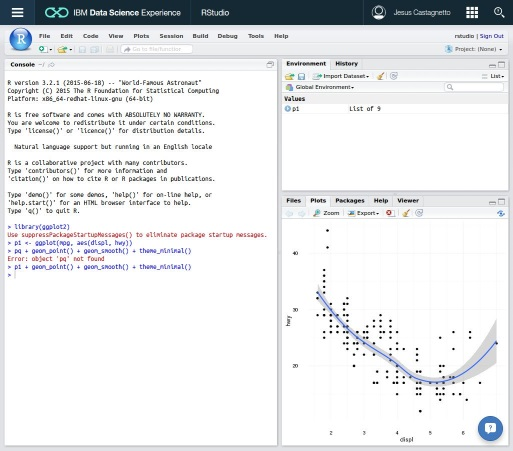 IBM Data Science Experience
RStudio
Jesus Castagnetto
R
File Edit Code View Plots Session Build Debug Tools Help
rstudio | Sign Out
Go to file/function
Project: (None)
Console ~/
R version 3.2.1 (2015-06-18) -- "World-Famous Astronaut"
Copyright (C) 2015 The R Foundation for Statistical Computing
Platform: x86_64-redhat-linux-gnu (64-bit)
R is free software and comes with ABSOLUTELY NO WARRANTY.
You are welcome to redistribute it under certain conditions.
Type 'license()' or 'licence()' for distribution details.
Natural language support but running in an English locale
R is a collaborative project with many contributors.
Type 'contributors()' for more information and
'citation()' on how to cite R or R packages in publications.
Type 'demo()' for some demos, 'help()' for on-line help, or
'help.start()' for an HTML browser interface to help.
Type 'q()' to quit R.
> library(ggplot2)
Use suppressPackageStartupMessages() to eliminate package startup messages.
> p1 <- ggplot(mpg, aes(displ, hwy))
> pq + geom_point() + geom_smooth() + theme_minimal()
Error: object 'pq' not found
> p1 + geom_point() + geom_smooth() + theme_minimal()
>
Environment History
Import Dataset
List
Global Environment
Values
p1 List of 9
Files Plots Packages Help Viewer
Zoom Export
40
30
20
hwy
2 3 4 5 6
displ